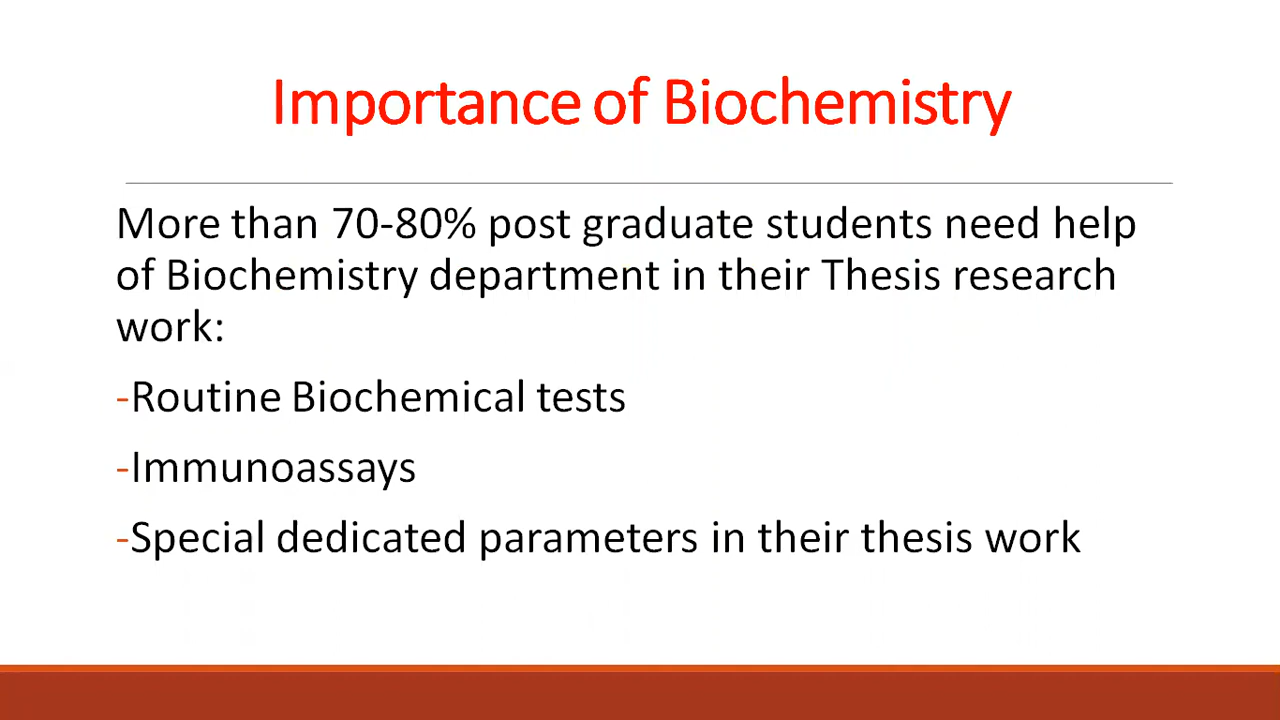 Importance of Biochemistry
More than 70-80% post graduate students need help
of Biochemistry department in their Thesis research
work:
-Routine Biochemical tests
-Immunoassays
-Special dedicated parameters in their thesis work